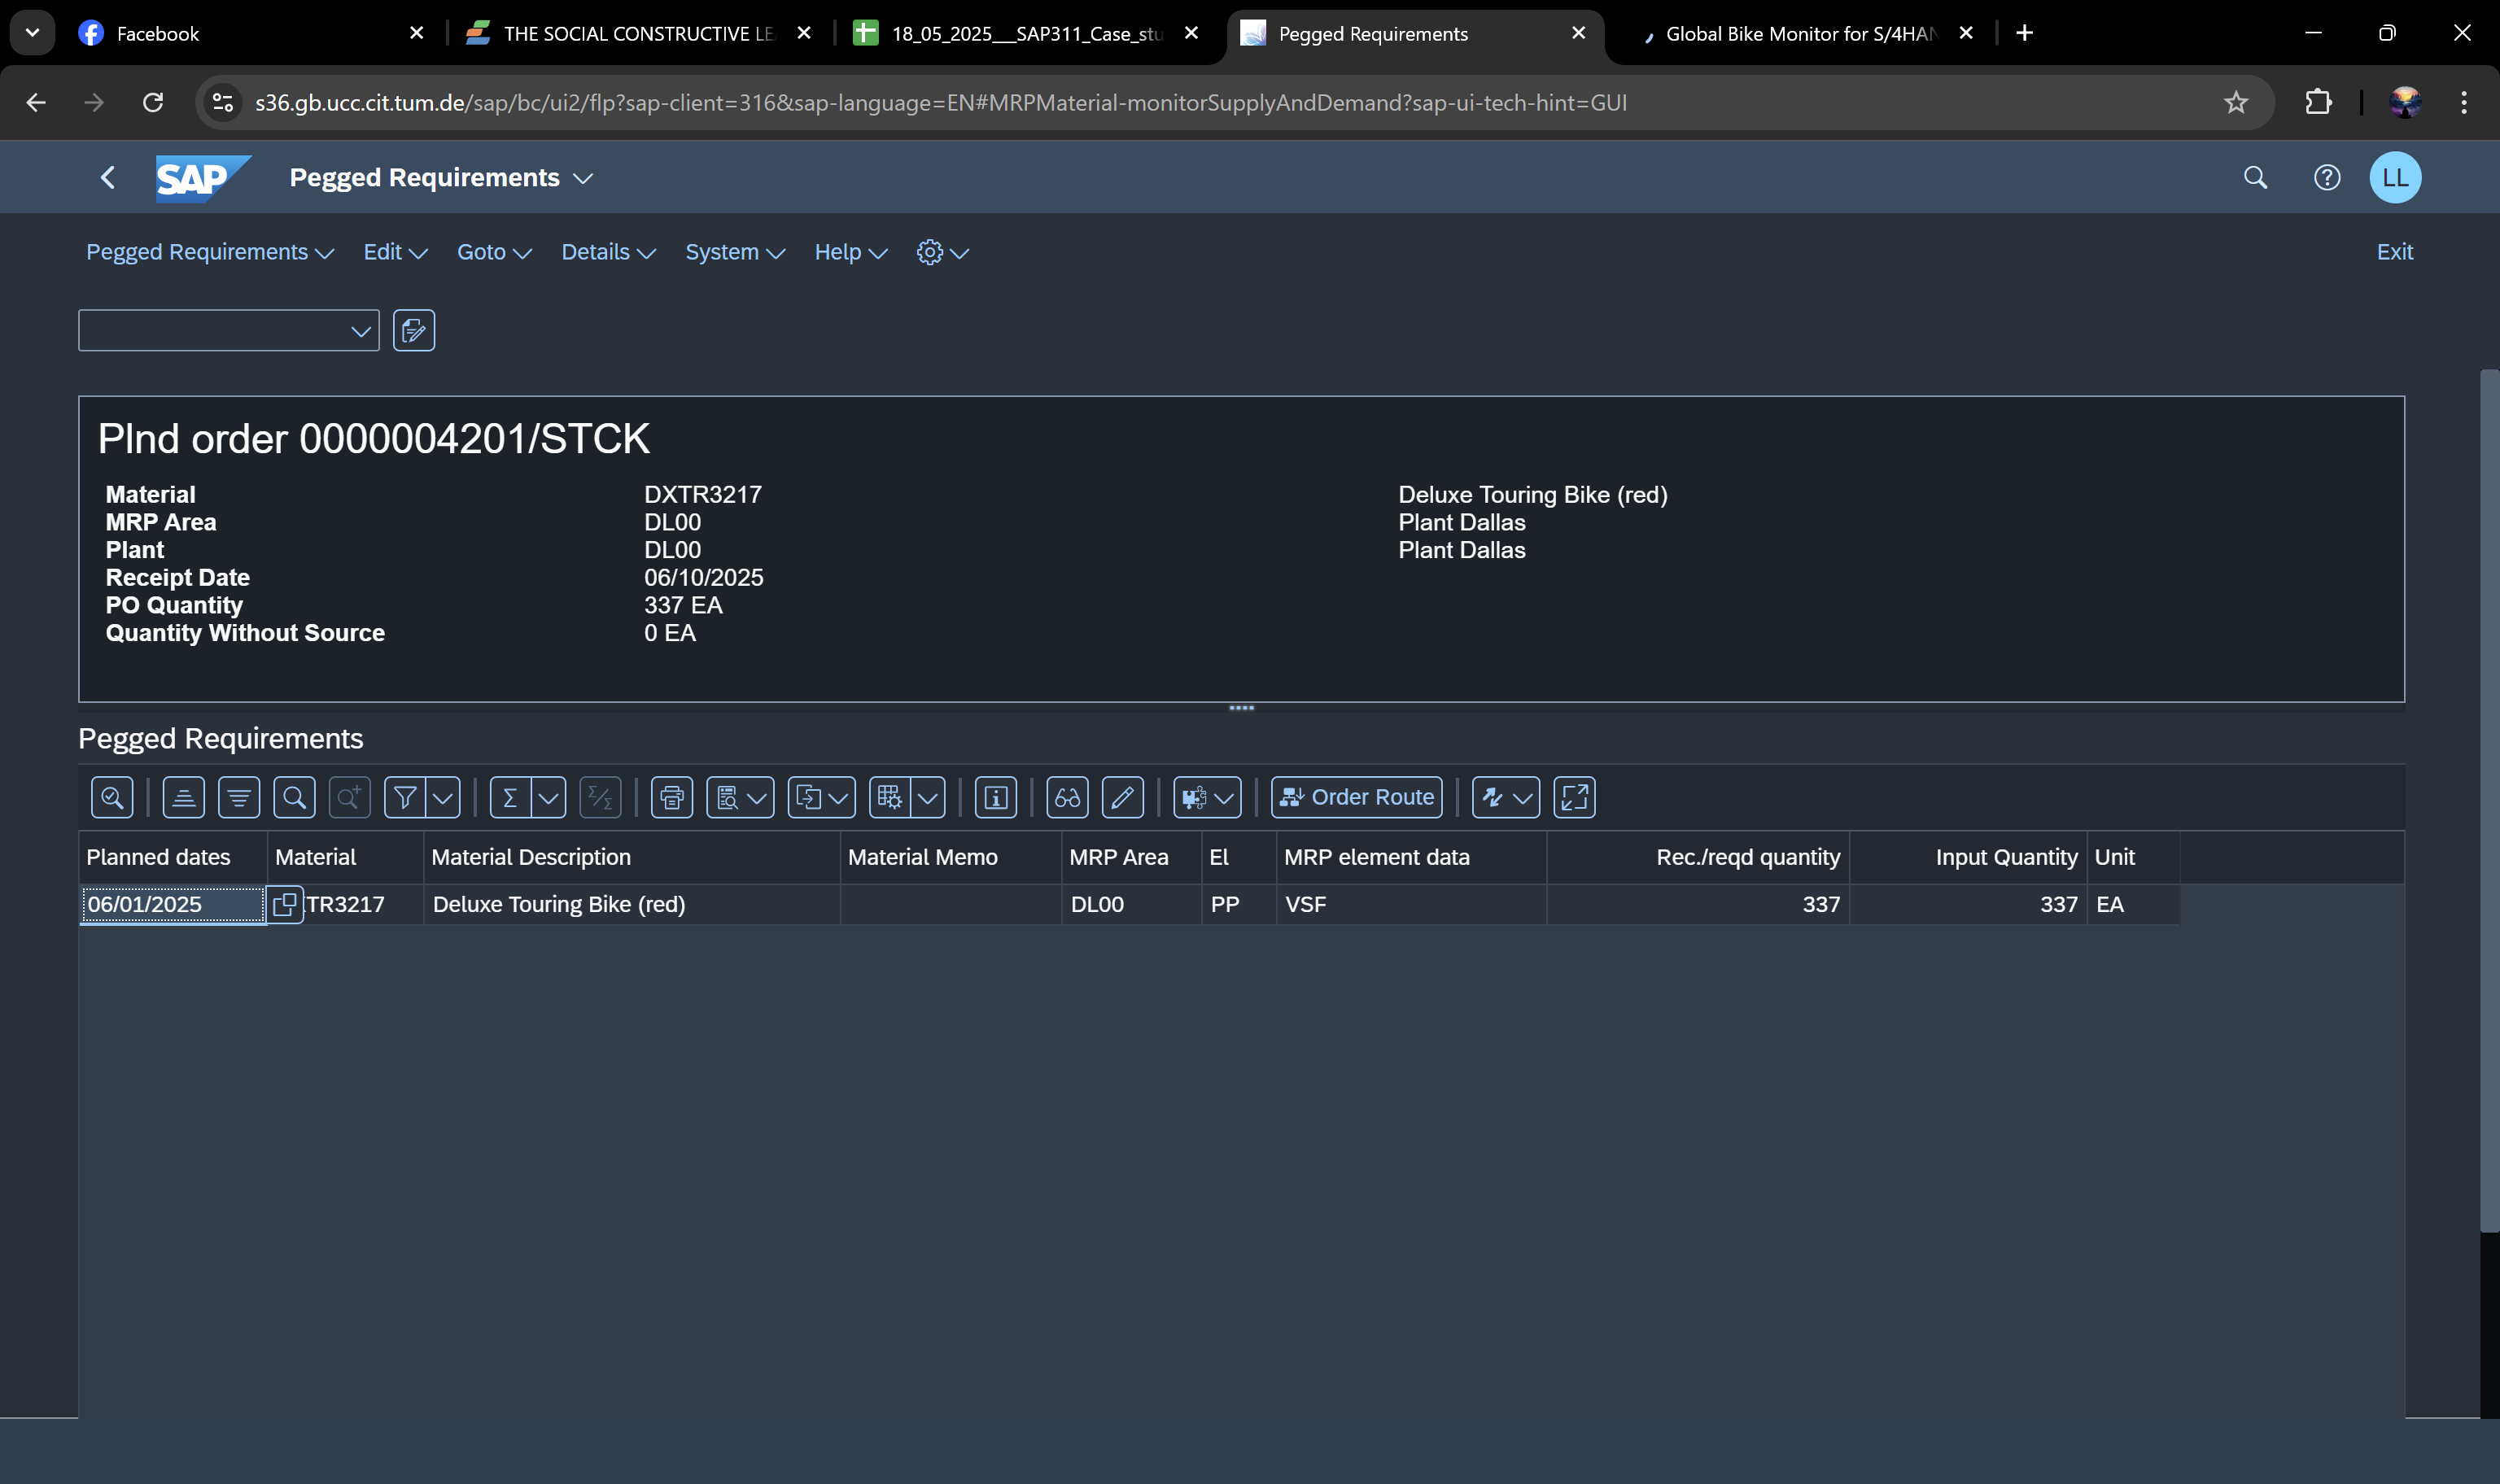 Facebook
THE SOCIAL CONSTRUCTIVE LE
18_05_2025__SAP311_Case_stu
Pegged Requirements
Global Bike Monitor for S/4HAN
s36.gb.ucc.cit.tum.de/sap/bc/ui2/flp?sap-client=316&sap-language=EN#MRPMaterial-monitorSupplyAndDemand?sap-ui-tech-hint=GUI
SAP Pegged Requirements LL
Pegged Requirements Edit Goto Details System Help Exit
Plnd order 0000004201/STCK
Material DXTR3217 Deluxe Touring Bike (red)
MRP Area DL00 Plant Dallas
Plant DL00 Plant Dallas
Receipt Date 06/10/2025
PO Quantity 337 EA
Quantity Without Source 0 EA
Pegged Requirements
Order Route
Planned dates Material Material Description Material Memo MRP Area El MRP element data Rec./reqd quantity Input Quantity Unit
06/01/2025 TR3217 Deluxe Touring Bike (red) DL00 PP VSF 337 337 EA